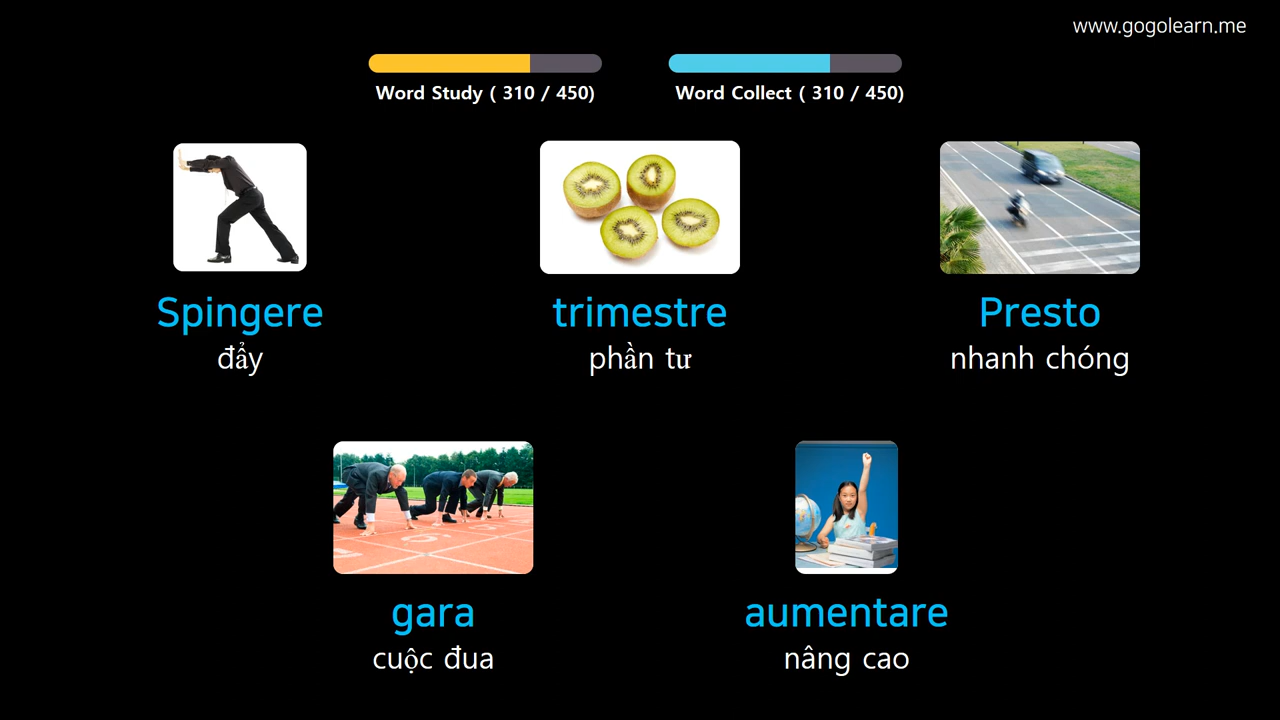 www.gogolearn.me
Word Study ( 310 / 450)
Word Collect ( 310 / 450)
Spingere
đẩy
trimestre
phần tư
Presto
nhanh chóng
gara
cuộc đua
aumentare
nâng cao